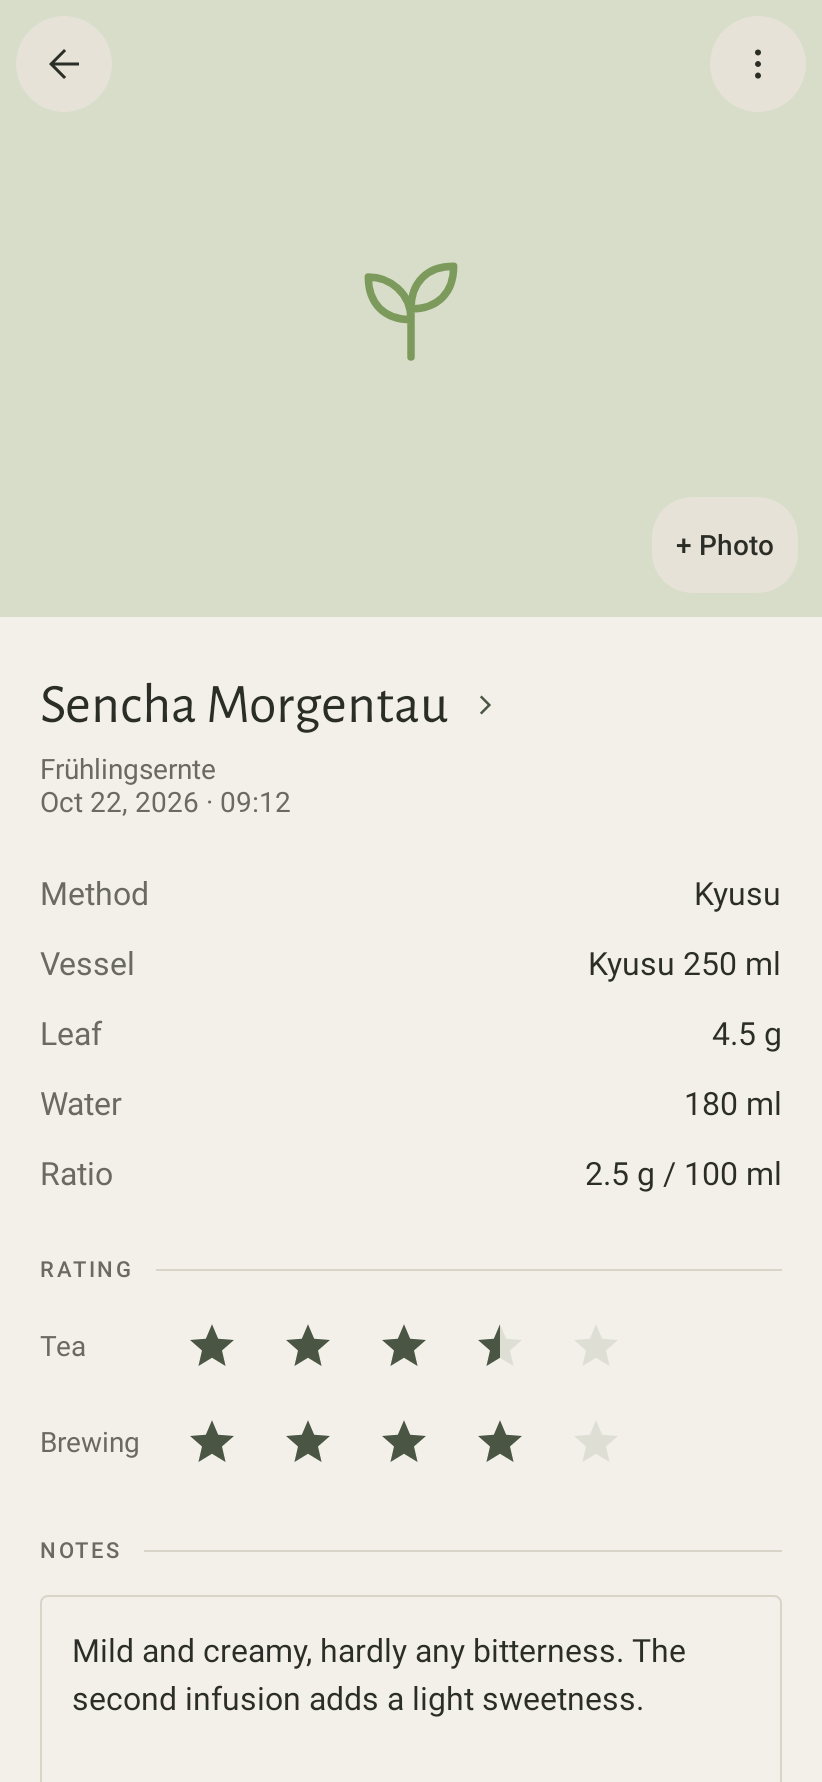 + Photo
Sencha Morgentau
Frühlingsernte
Oct 22, 2026 · 09:12
Method Kyusu
Vessel Kyusu 250 ml
Leaf 4.5 g
Water 180 ml
Ratio 2.5 g / 100 ml
RATING
Tea
Brewing
NOTES
Mild and creamy, hardly any bitterness. The
second infusion adds a light sweetness.